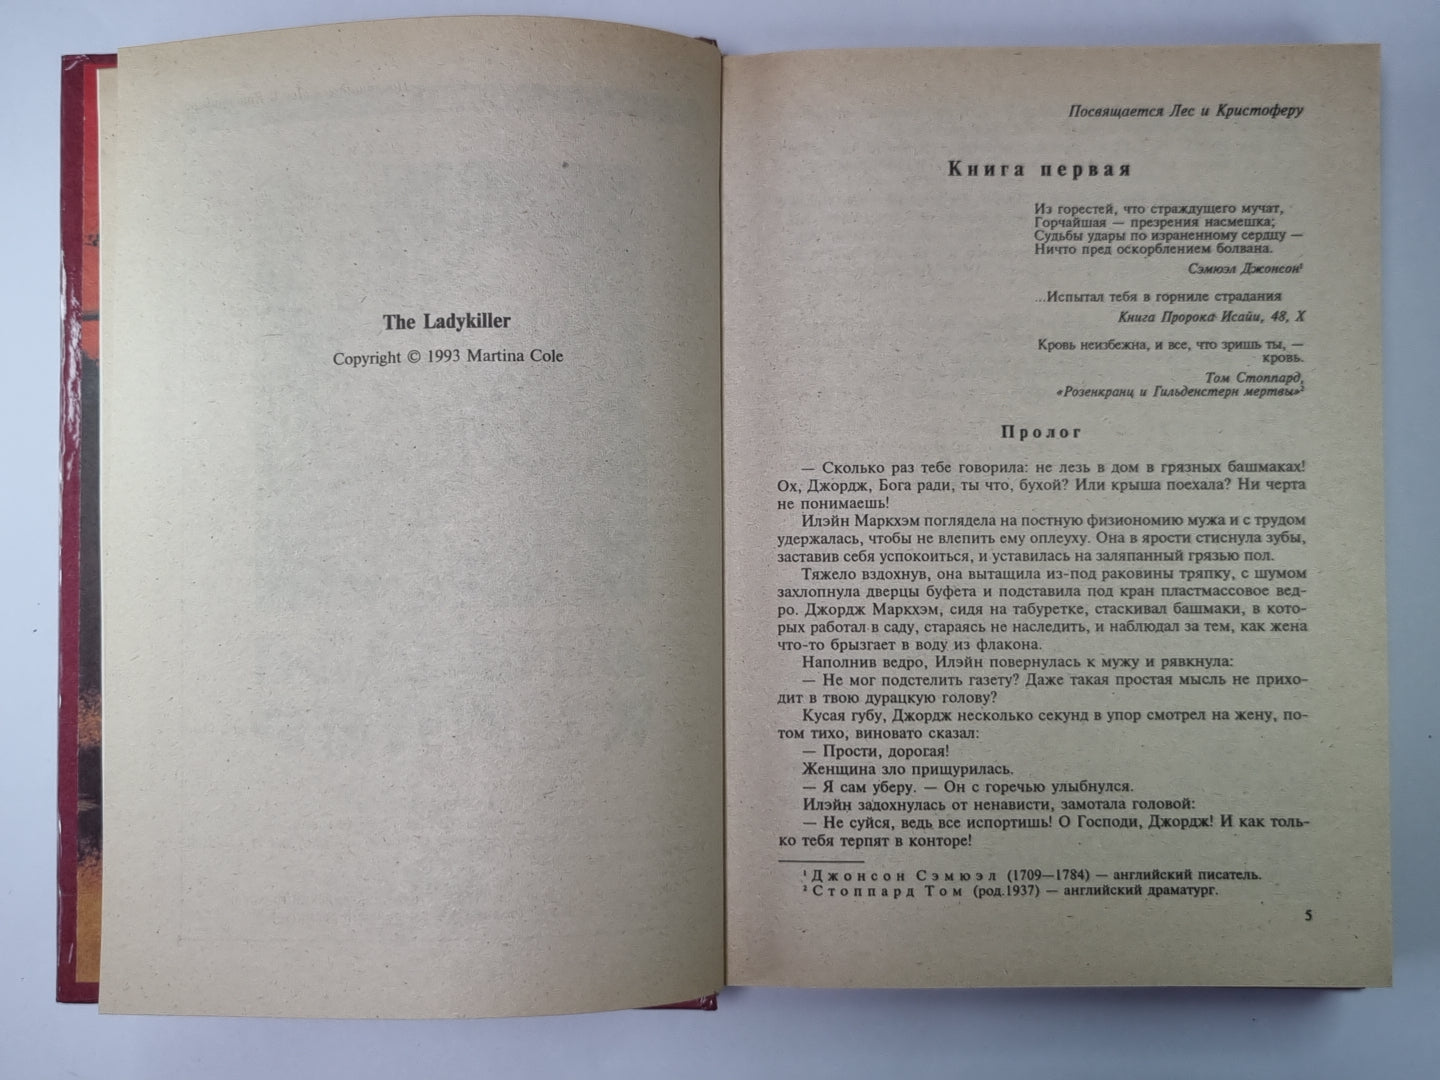 The Ladykiller
Copyright © 1993 Martina Cole
Посвящается Лес и Кристоферу
Книга первая
Из горестей, что страждущего мучат,
Горчайшая — презрения насмешка;
Судьбы удары по израненному сердцу —
Ничто пред оскорблением болвана.
Сэмюэл Джонсон¹
...Испытал тебя в горниле страдания
Книга Пророка Исайи, 48, X
Кровь неизбежна, и все, что зришь ты, —
кровь.
Том Стоппард,
«Розенкранц и Гильденстерн мертвы»²
Пролог
— Сколько раз тебе говорила: не лезь в дом в грязных башмаках!
Ох, Джордж, Бога ради, ты что, бухой? Или крыша поехала? Ни черта
не понимаешь!
Илэйн Маркхэм поглядела на постную физиономию мужа и с трудом
удержалась, чтобы не влепить ему оплеуху. Она в ярости стиснула зубы,
заставив себя успокоиться, и уставилась на заляпанный грязью пол.
Тяжело вздохнув, она вытащила из-под раковины тряпку, с шумом
захлопнула дверцы буфета и подставила под кран пластмассовое вед-
ро. Джордж Маркхэм, сидя на табуретке, стаскивал башмаки, в кото-
рых работал в саду, стараясь не наследить, и наблюдал за тем, как жена
что-то брызгает в воду из флакона.
Наполнив ведро, Илэйн повернулась к мужу и рявкнула:
— Не мог подстелить газету? Даже такая простая мысль не прихо-
дит в твою дурацкую голову?
Кусая губу, Джордж несколько секунд в упор смотрел на жену, по-
том тихо, виновато сказал:
— Прости, дорогая!
Женщина зло прищурилась.
— Я сам уберу. — Он с горечью улыбнулся.
Илэйн задохнулась от ненависти, замотала головой:
— Не суйся, ведь все испортишь! О Господи, Джордж! И как толь-
ко тебя терпят в конторе!
¹ Джонсон Сэмюэл (1709—1784) — английский писатель.
² Стоппард Том (род.1937) — английский драматург.
5